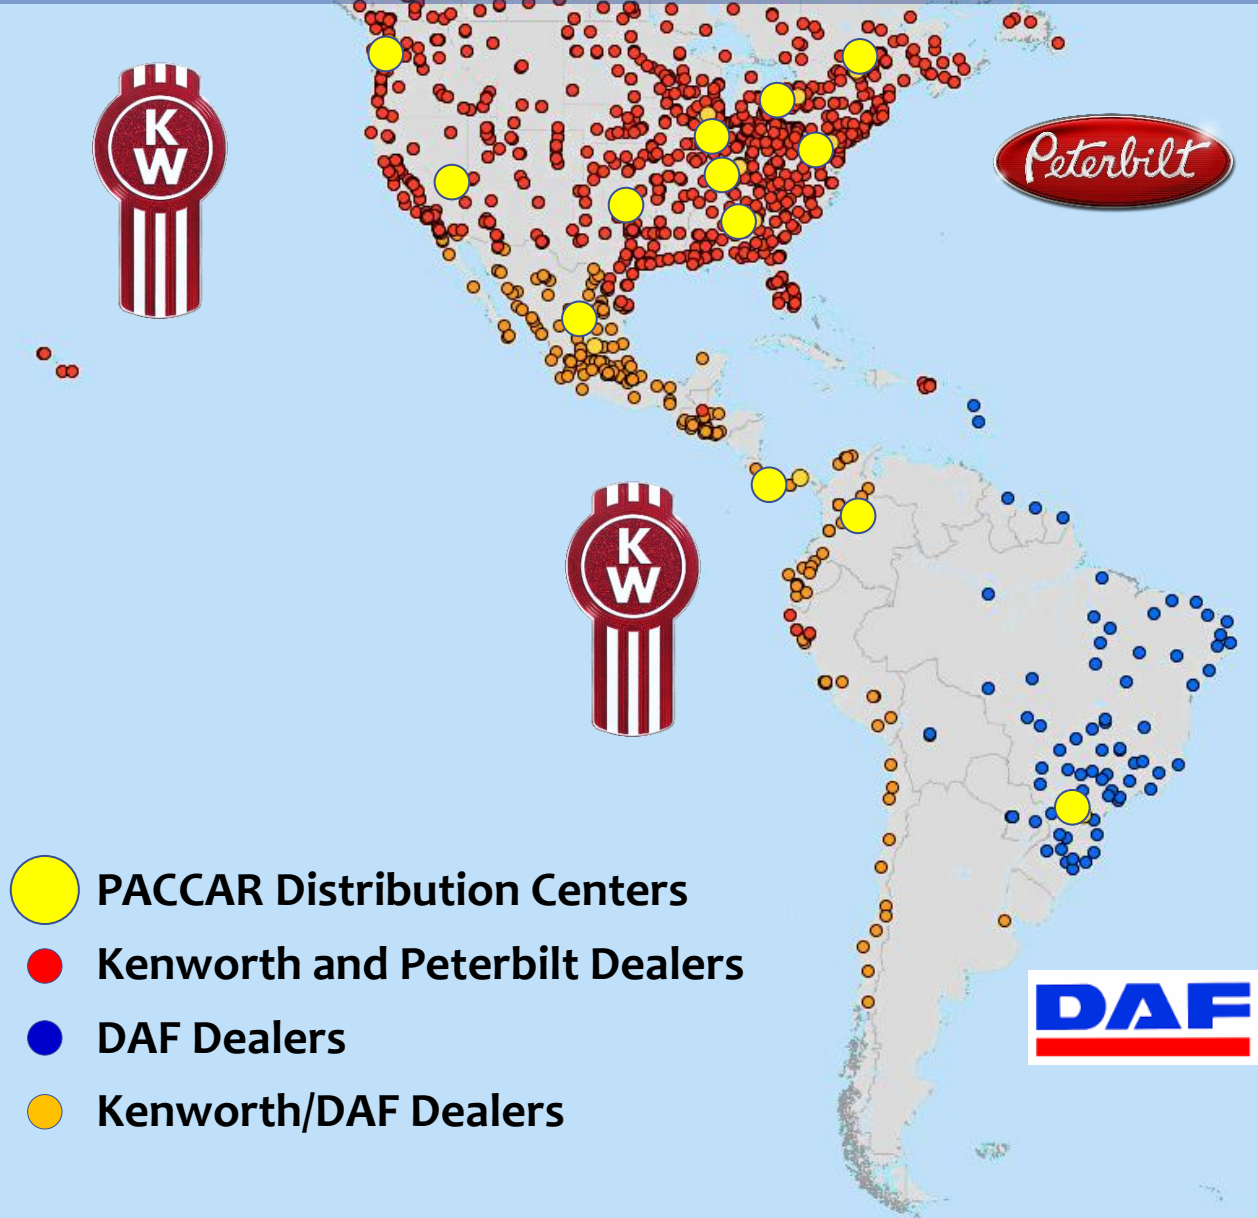 K
W
Peterbilt
K
W
PACCAR Distribution Centers
Kenworth and Peterbilt Dealers
DAF Dealers
Kenworth/DAF Dealers
DAF